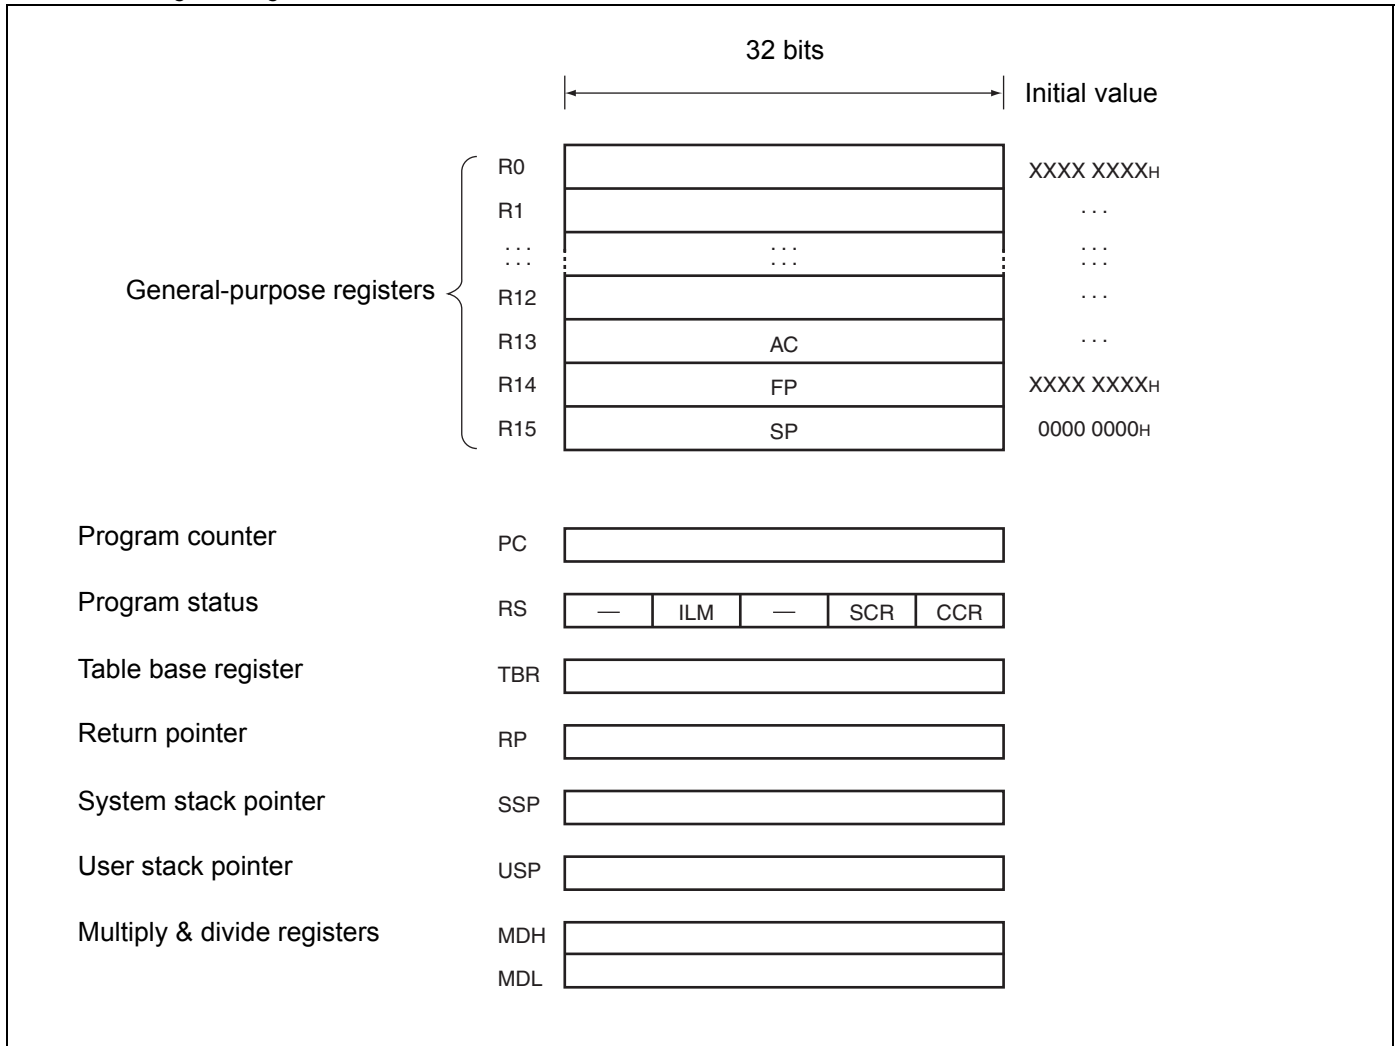 32 bits
Initial value
R0 XXXX XXXXH
R1 ...
... ... ...
... ... ...
General-purpose registers
R12 ...
R13 AC ...
R14 FP XXXX XXXXH
R15 SP 0000 0000H
Program counter PC
Program status RS — ILM — SCR CCR
Table base register TBR
Return pointer RP
System stack pointer SSP
User stack pointer USP
Multiply & divide registers MDH
MDL